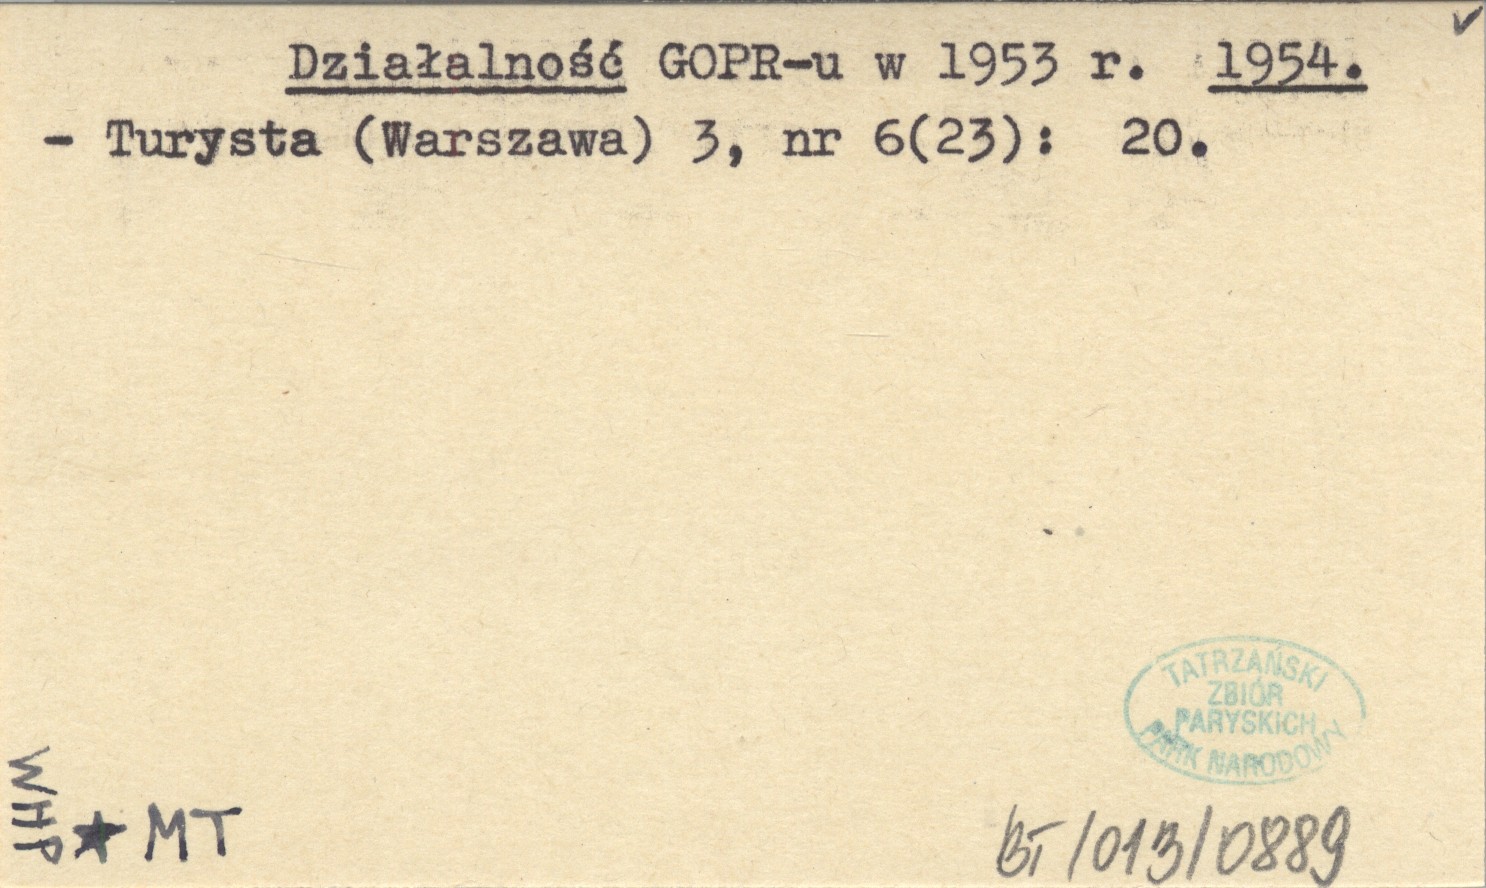 Działalność GOPR-u w 1953 r. 1954.
- Turysta (Warszawa) 3, nr 6(23): 20.
TATRZAŃSKI
ZBIÓR
PARYSKICH
PARK NARODOWY
WHP
★ MT
BT/013/0889